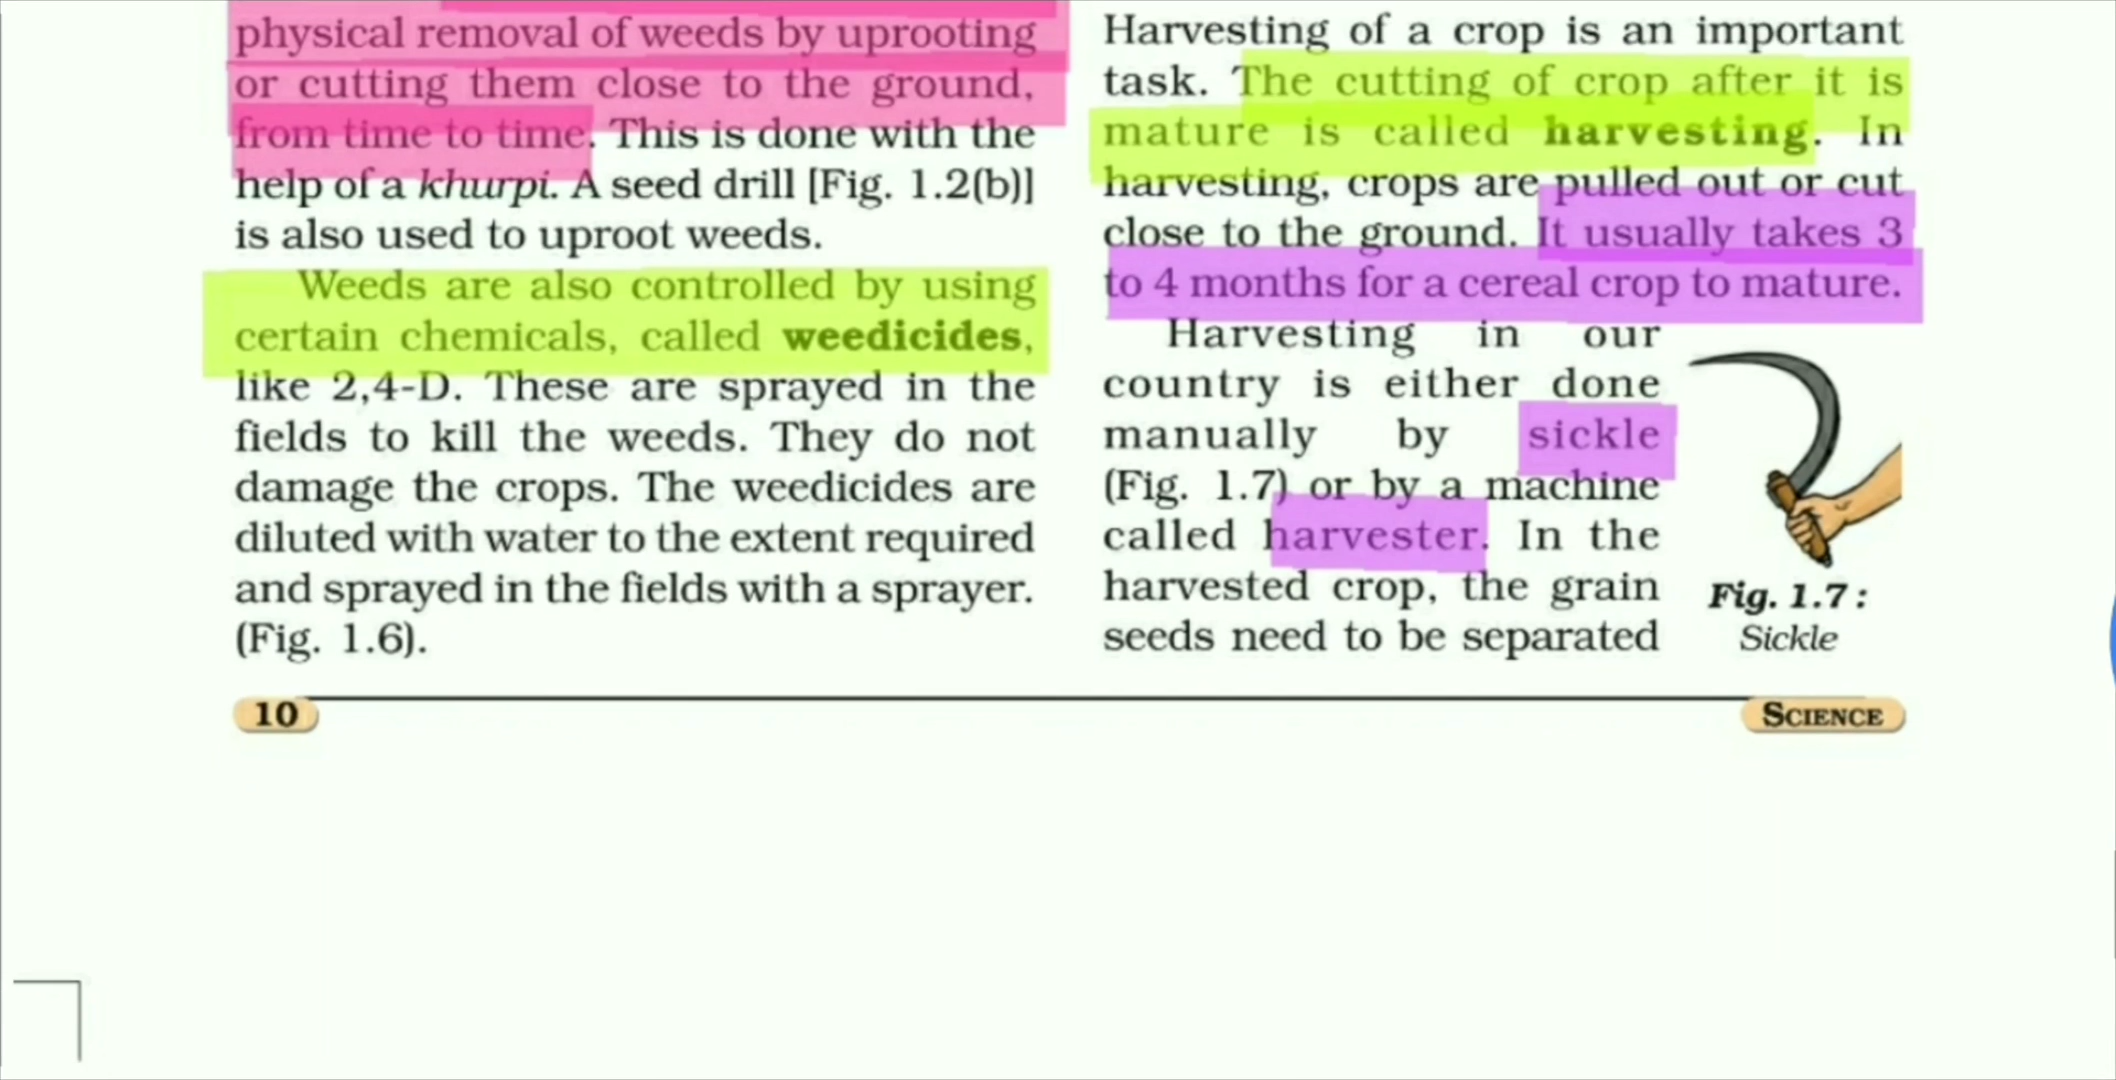 physical removal of weeds by uprooting
or cutting them close to the ground,
from time to time. This is done with the
help of a khurpi. A seed drill [Fig. 1.2(b)]
is also used to uproot weeds.
Weeds are also controlled by using
certain chemicals, called weedicides,
like 2,4-D. These are sprayed in the
fields to kill the weeds. They do not
damage the crops. The weedicides are
diluted with water to the extent required
and sprayed in the fields with a sprayer.
(Fig. 1.6).
Harvesting of a crop is an important
task. The cutting of crop after it is
mature is called harvesting. In
harvesting, crops are pulled out or cut
close to the ground. It usually takes 3
to 4 months for a cereal crop to mature.
Harvesting in our
country is either done
manually by sickle
(Fig. 1.7) or by a machine
called harvester. In the
harvested crop, the grain
seeds need to be separated
Fig. 1.7 :
Sickle
10
SCIENCE